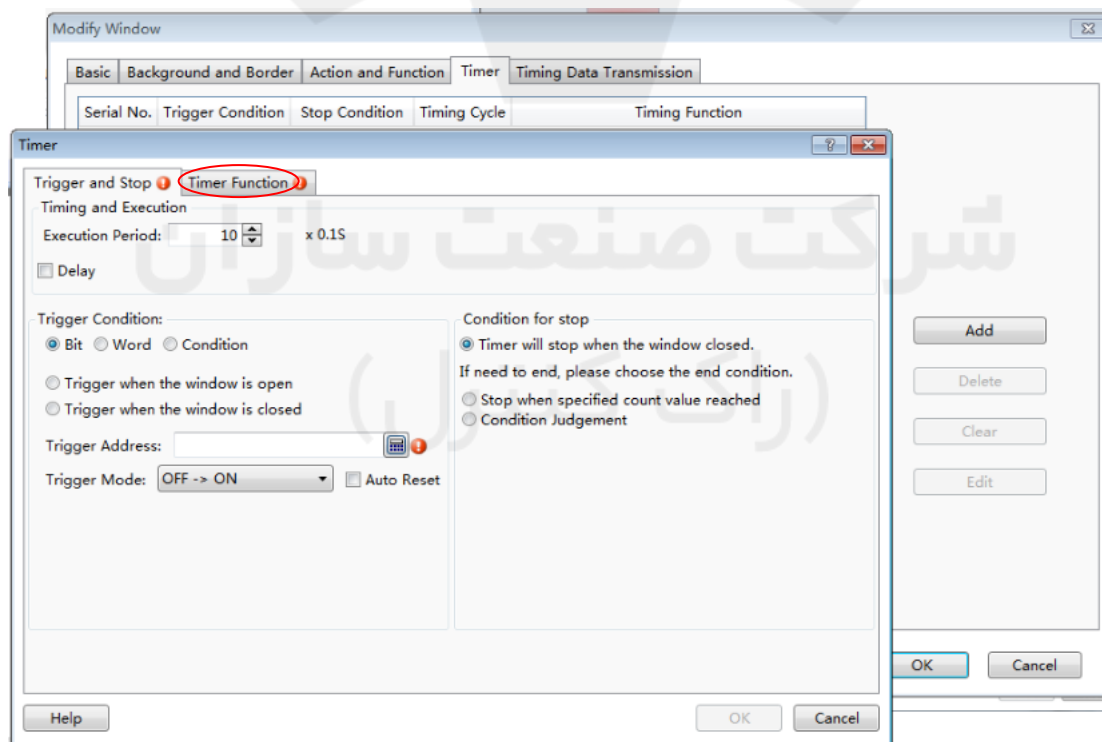 Modify Window
Basic Background and Border Action and Function Timer Timing Data Transmission
Serial No. Trigger Condition Stop Condition Timing Cycle Timing Function
Timer
Trigger and Stop Timer Function
Timing and Execution
Execution Period: 10 x 0.1S
Delay
شرکت صنعت سازان
Trigger Condition:
Bit Word Condition
Trigger when the window is open
Trigger when the window is closed
Trigger Address:
Trigger Mode: OFF -> ON Auto Reset
Condition for stop
Timer will stop when the window closed.
If need to end, please choose the end condition.
Stop when specified count value reached
Condition Judgement
(راک کنترل)
Add
Delete
Clear
Edit
OK Cancel
Help OK Cancel